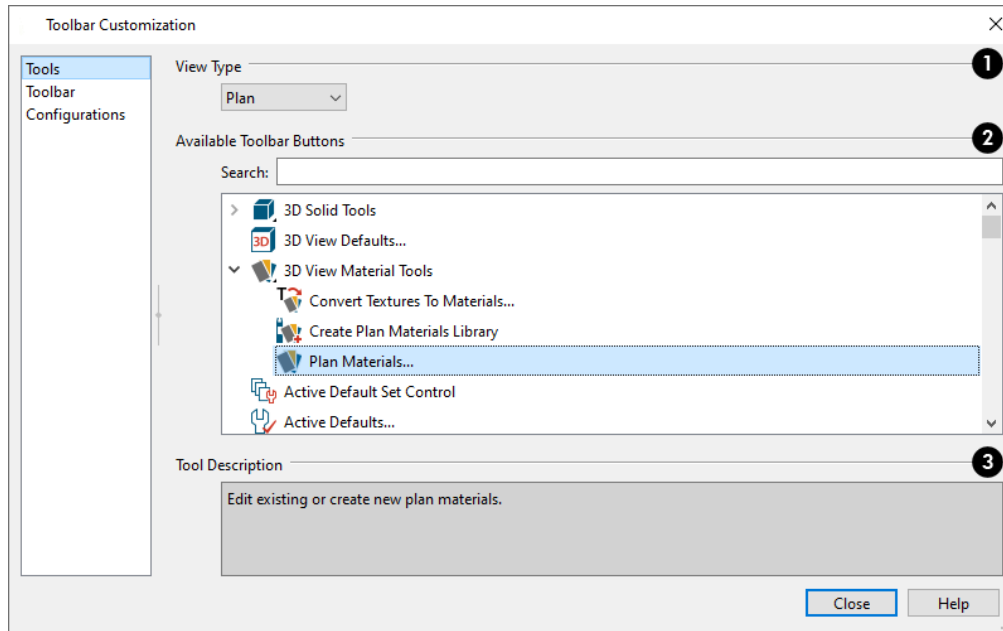 Toolbar Customization
Tools
Toolbar
Configurations
View Type
1
Plan
Available Toolbar Buttons
2
Search:
3D Solid Tools
3D
3D View Defaults...
3D View Material Tools
T
Convert Textures To Materials...
Create Plan Materials Library
Plan Materials...
Active Default Set Control
Active Defaults...
Tool Description
3
Edit existing or create new plan materials.
Close
Help